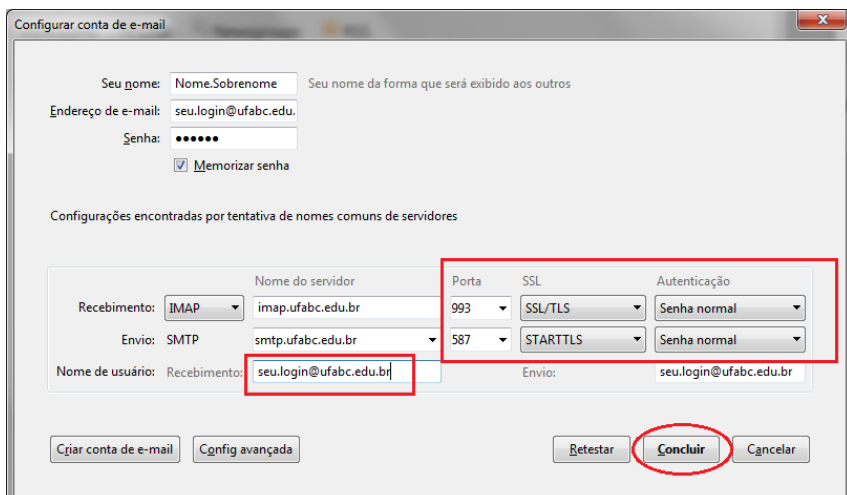 Configurar conta de e-mail
Seu nome: Nome.Sobrenome Seu nome da forma que será exibido aos outros
Endereço de e-mail: seu.login@ufabc.edu.
Senha: ••••••
Memorizar senha
Configurações encontradas por tentativa de nomes comuns de servidores
Nome do servidor Porta SSL Autenticação
Recebimento: IMAP imap.ufabc.edu.br 993 SSL/TLS Senha normal
Envio: SMTP smtp.ufabc.edu.br 587 STARTTLS Senha normal
Nome de usuário: Recebimento: seu.login@ufabc.edu.br Envio: seu.login@ufabc.edu.br
Criar conta de e-mail Config avançada Retestar Concluir Cancelar